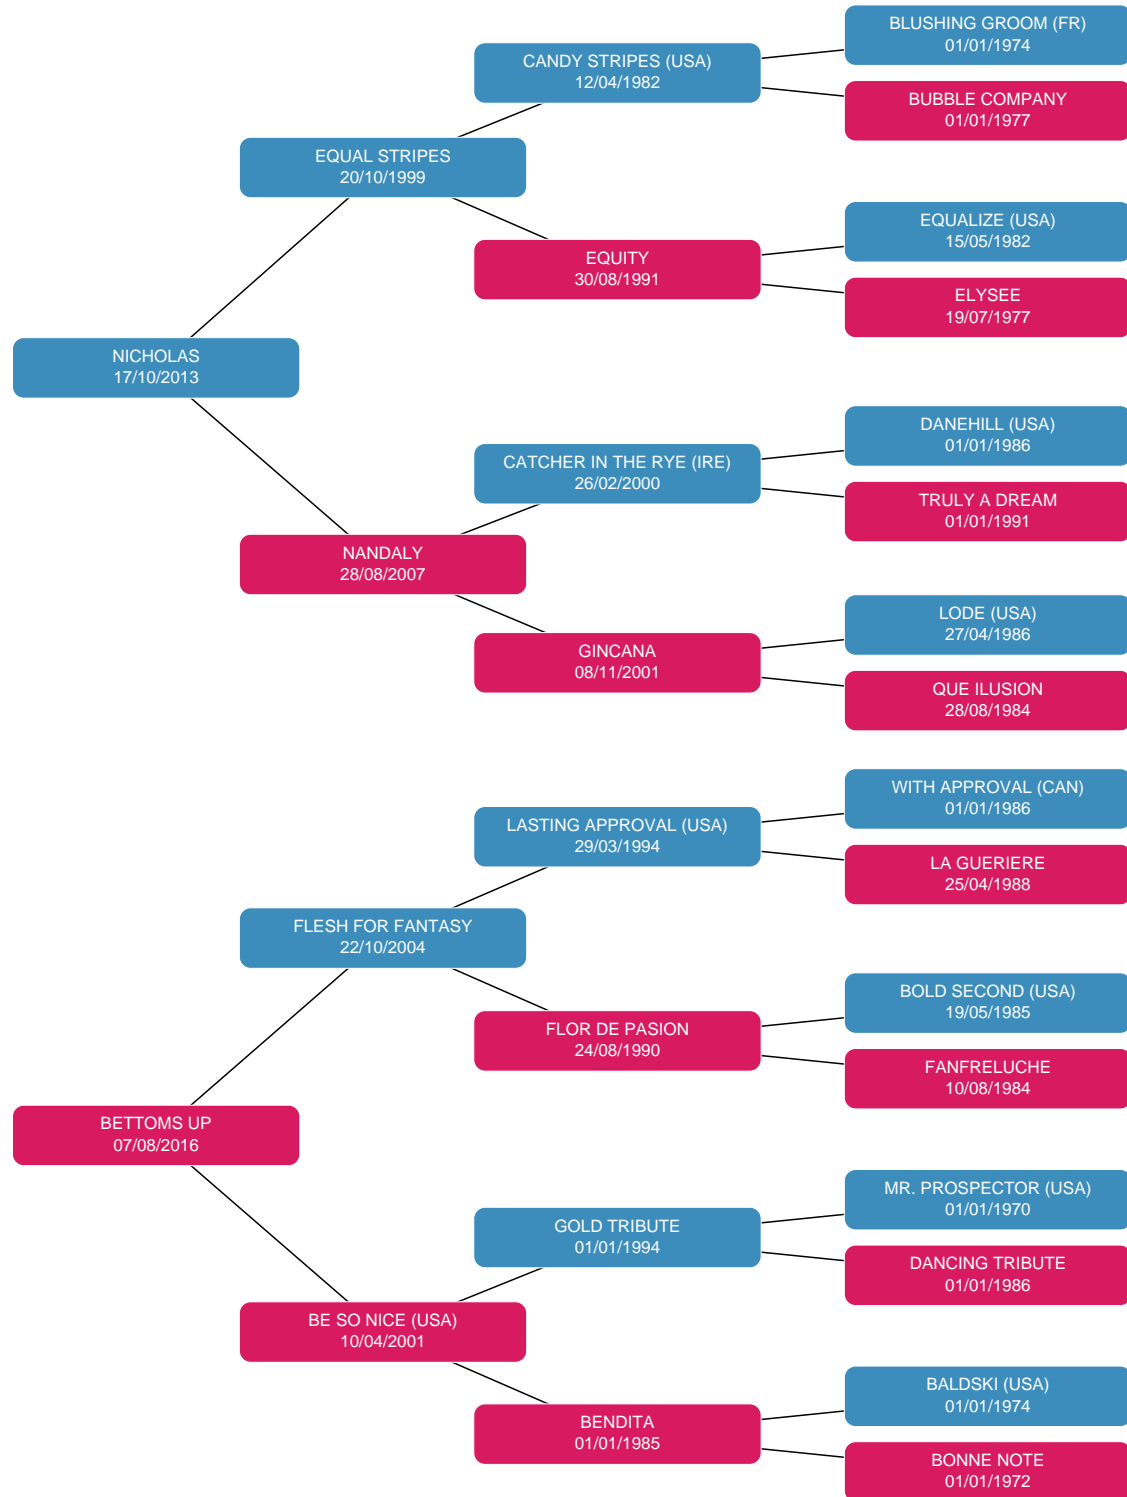 BLUSHING GROOM (FR)
01/01/1974
CANDY STRIPES (USA)
12/04/1982
BUBBLE COMPANY
01/01/1977
EQUAL STRIPES
20/10/1999
EQUALIZE (USA)
15/05/1982
EQUITY
30/08/1991
ELYSEE
19/07/1977
NICHOLAS
17/10/2013
DANEHILL (USA)
01/01/1986
CATCHER IN THE RYE (IRE)
26/02/2000
TRULY A DREAM
01/01/1991
NANDALY
28/08/2007
LODE (USA)
27/04/1986
GINCANA
08/11/2001
QUE ILUSION
28/08/1984
WITH APPROVAL (CAN)
01/01/1986
LASTING APPROVAL (USA)
29/03/1994
LA GUERIERE
25/04/1988
FLESH FOR FANTASY
22/10/2004
BOLD SECOND (USA)
19/05/1985
FLOR DE PASION
24/08/1990
FANFRELUCHE
10/08/1984
BETTOMS UP
07/08/2016
MR. PROSPECTOR (USA)
01/01/1970
GOLD TRIBUTE
01/01/1994
DANCING TRIBUTE
01/01/1986
BE SO NICE (USA)
10/04/2001
BALDSKI (USA)
01/01/1974
BENDITA
01/01/1985
BONNE NOTE
01/01/1972